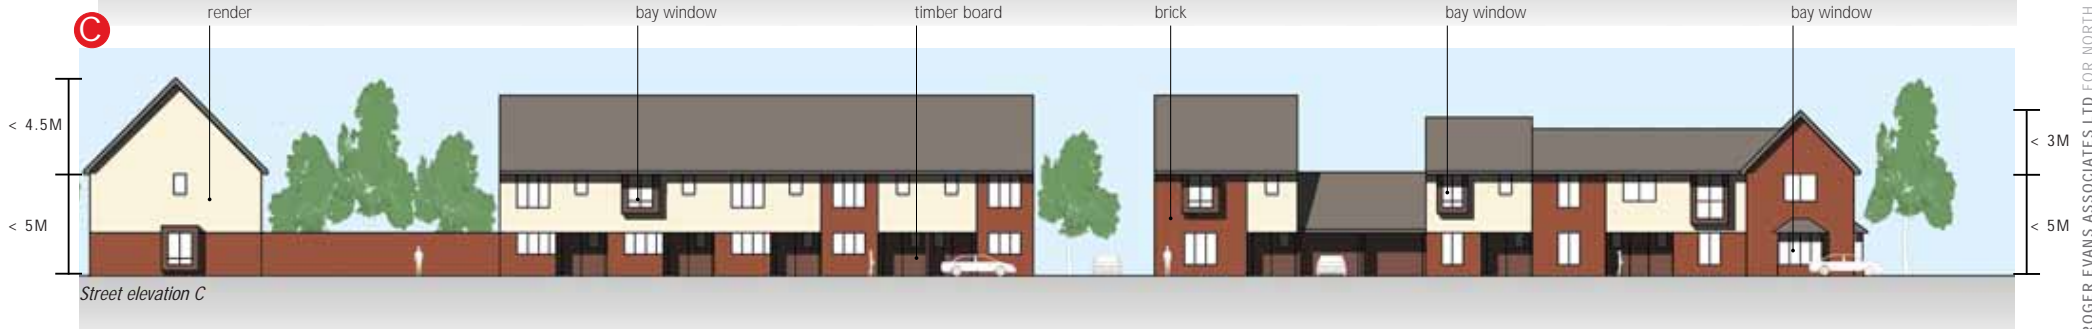 render
bay window
timber board
brick
bay window
bay window
C
< 4.5M
< 5M
< 3M
< 5M
Street elevation C
ROGER EVANS ASSOCIATES LTD FOR NORTH